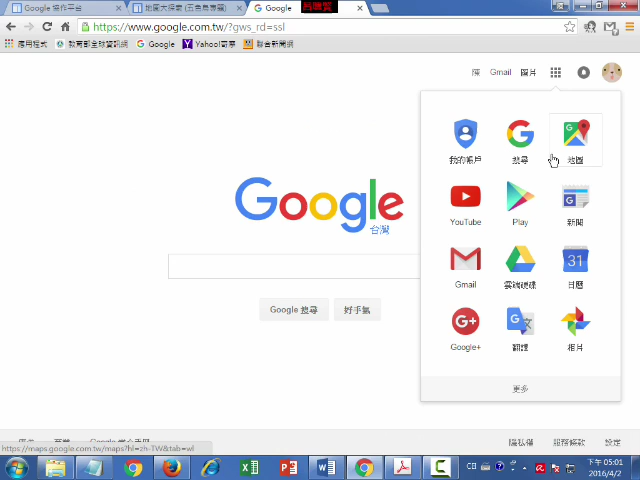 Google 協作平台
地圖大探索 (五色鳥專欄)
Google
https://www.google.com.tw/?gws_rd=ssl
應用程式
教育部全球資訊網
Google
Yahoo!奇摩
聯合新聞網
Gmail
圖片
我的帳戶
搜尋
地圖
YouTube
Play
新聞
Gmail
雲端硬碟
31
日曆
G+
Google+
翻譯
相片
更多
Google
台灣
Google 搜尋
好手氣
隱私權
服務條款
設定
https://maps.google.com.tw/maps?hl=zh-TW&tab=wl
CH
下午 05:01
2016/4/2